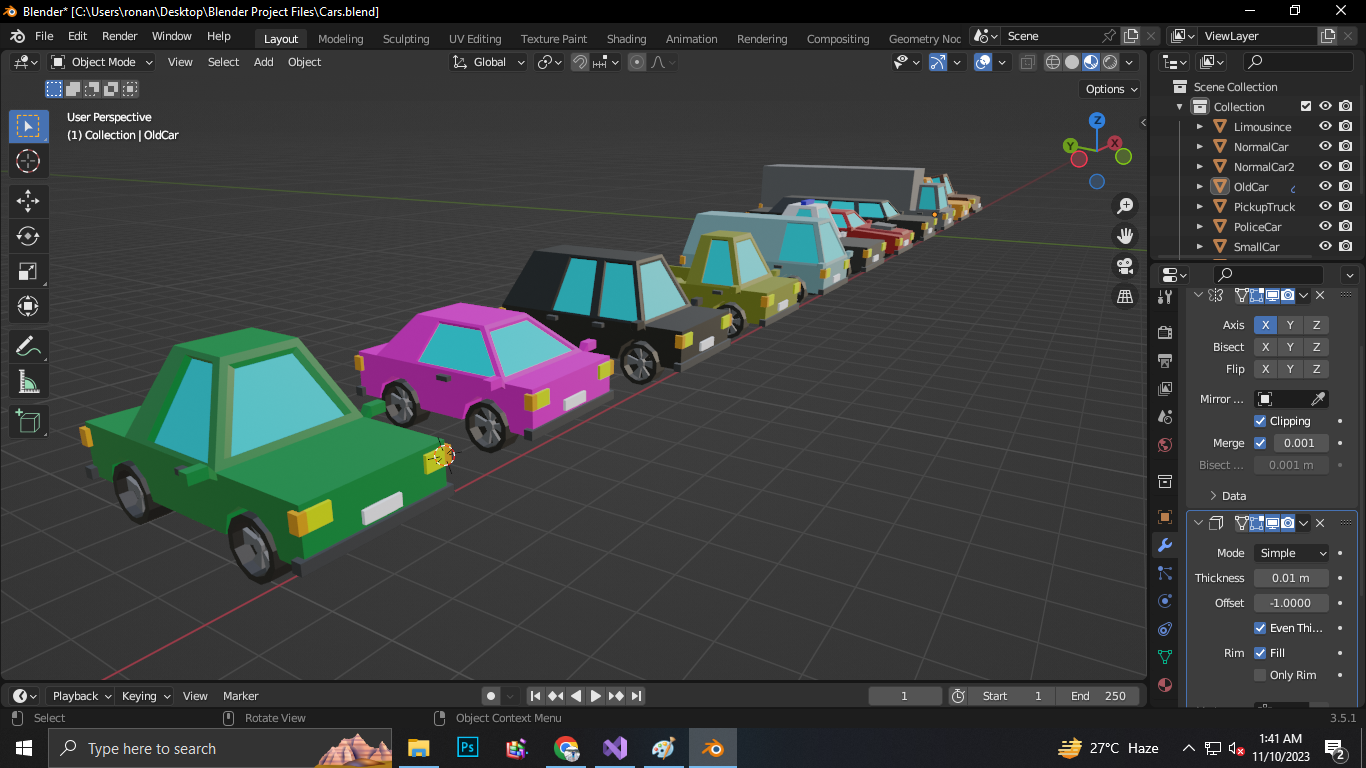 Blender* [C:\Users\ronan\Desktop\Blender Project Files\Cars.blend]
File Edit Render Window Help Layout Modeling Sculpting UV Editing Texture Paint Shading Animation Rendering Compositing Geometry Noc Scene ViewLayer
Object Mode View Select Add Object Global
Options
User Perspective
(1) Collection | OldCar
Z
Y
X
Scene Collection
Collection
Limousince
NormalCar
NormalCar2
OldCar
PickupTruck
PoliceCar
SmallCar
Axis X Y Z
Bisect X Y Z
Flip X Y Z
Mirror ...
Clipping
Merge 0.001
Bisect ... 0.001 m
Data
Mode Simple
Thickness 0.01 m
Offset -1.0000
Even Thi...
Rim Fill
Only Rim
Playback Keying View Marker 1 Start 1 End 250
Select Rotate View Object Context Menu 3.5.1
Type here to search Ps 27°C Haze 1:41 AM
11/10/2023 2